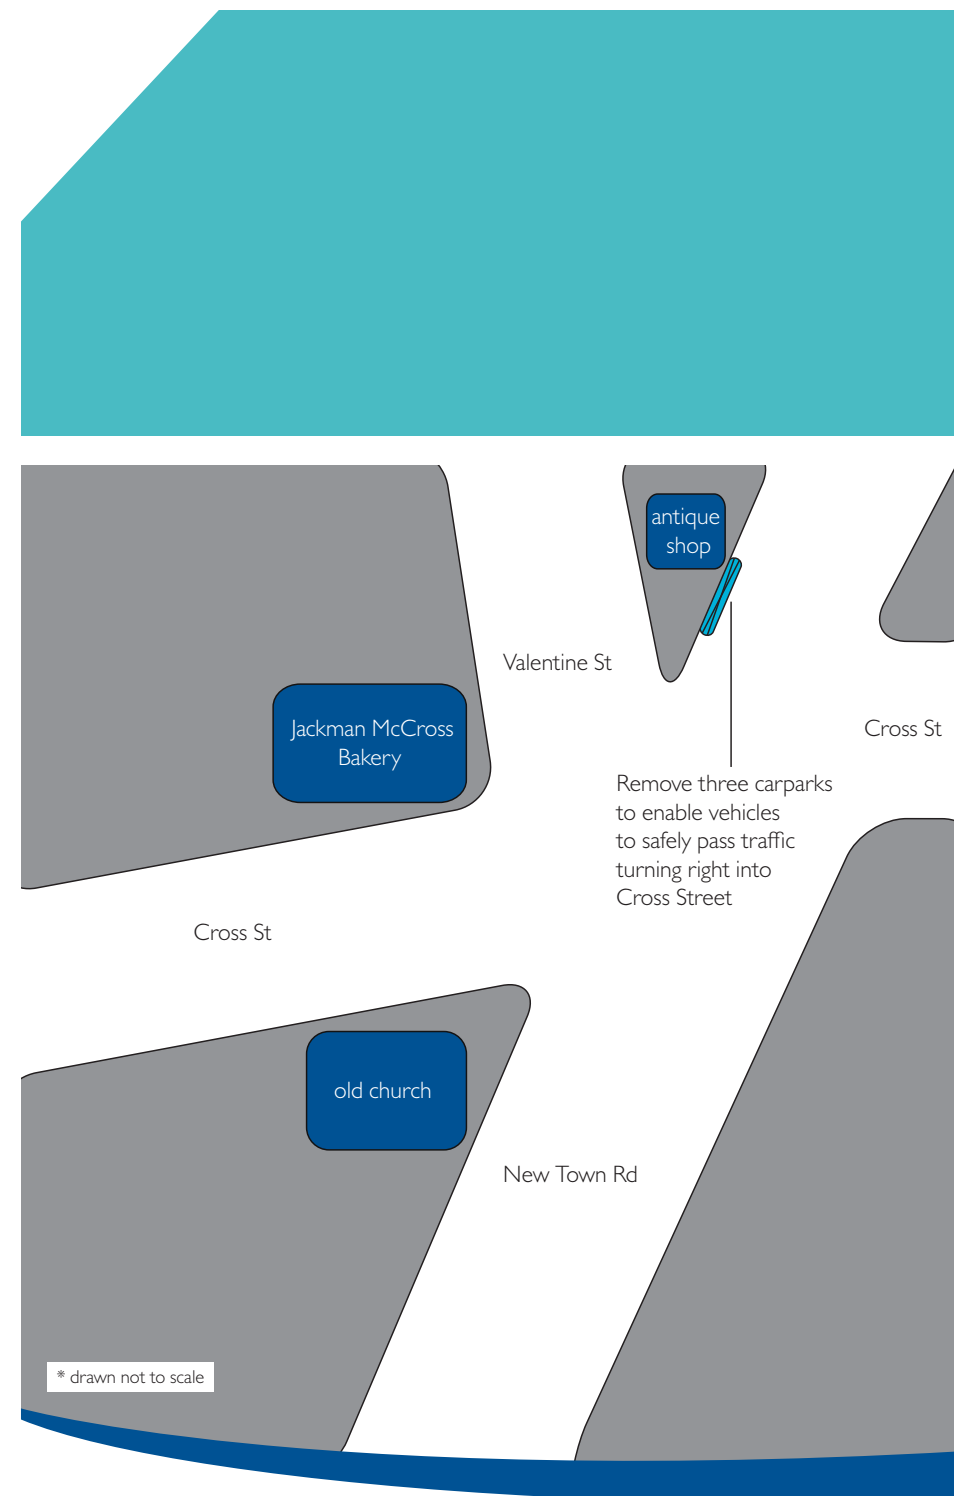 antique
shop
Valentine St
Jackman McCross
Bakery
Cross St
Remove three carparks
to enable vehicles
to safely pass traffic
turning right into
Cross Street
Cross St
old church
New Town Rd
* drawn not to scale